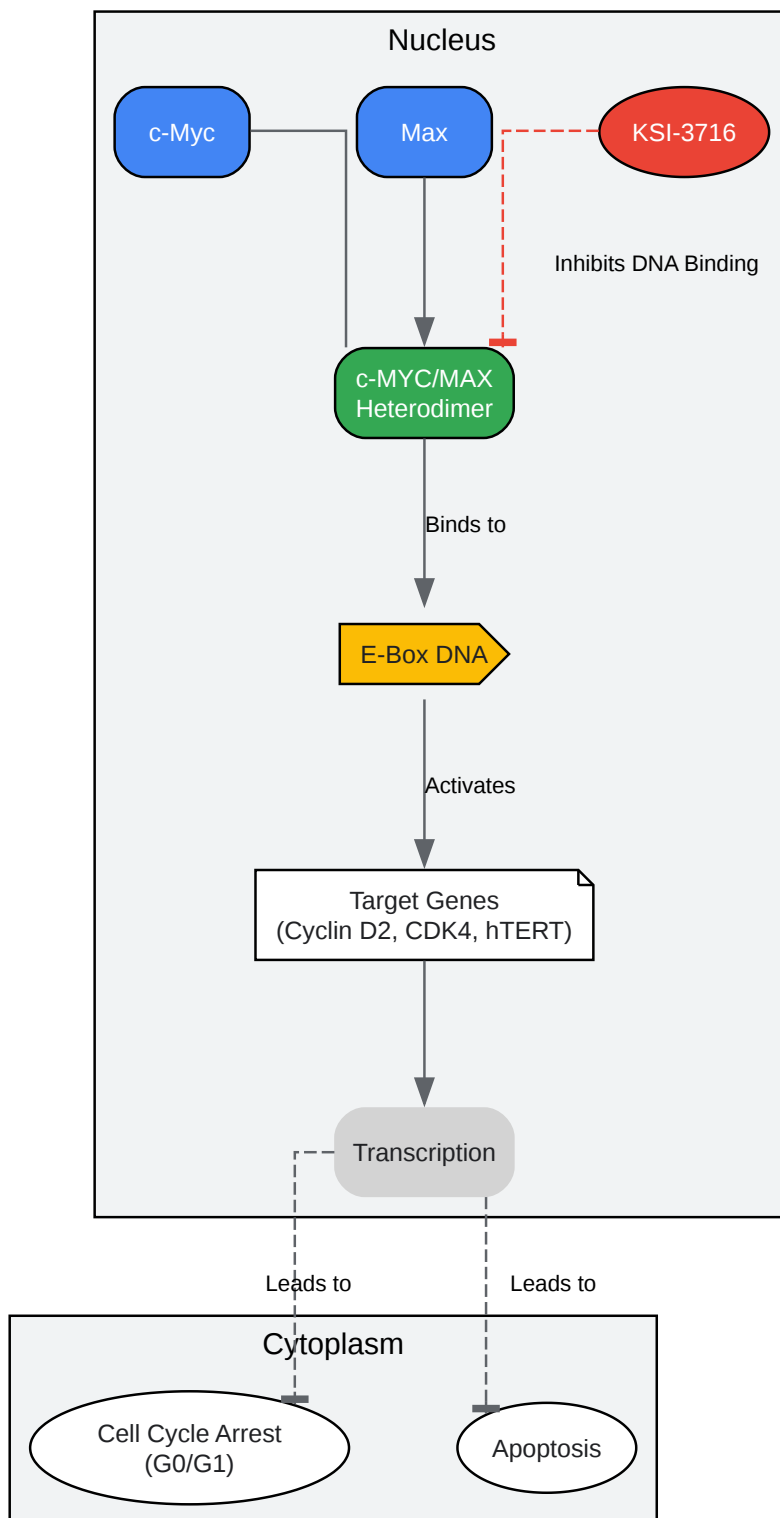 Nucleus
c-Myc
Max
KSI-3716
Inhibits DNA Binding
c-MYC/MAX
Heterodimer
Binds to
E-Box DNA
Activates
Target Genes
(Cyclin D2, CDK4, hTERT)
Transcription
Leads to
Leads to
Cytoplasm
Cell Cycle Arrest
(G0/G1)
Apoptosis